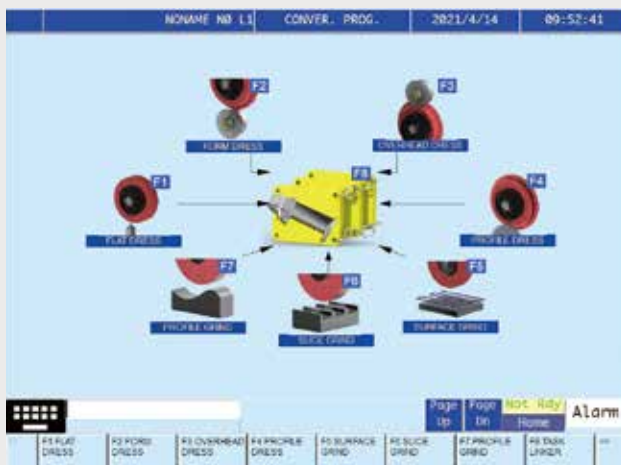 NONAME N0 L1 CONVER. PROG. 2021/4/14 09:52:41
F2 F3
FORM DRESS OVERHEAD DRESS
F1 F8 F4
FLAT DRESS PROFILE DRESS
F7 F6 F5
PROFILE GRIND SLICE GRIND SURFACE GRIND
Page Up Page Dn Not Rdy Home Alarm
F1 FLAT DRESS F2 FORM DRESS F3 OVERHEAD DRESS F4 PROFILE DRESS F5 SURFACE GRIND F6 SLICE GRIND F7 PROFILE GRIND F8 TASK LINKER